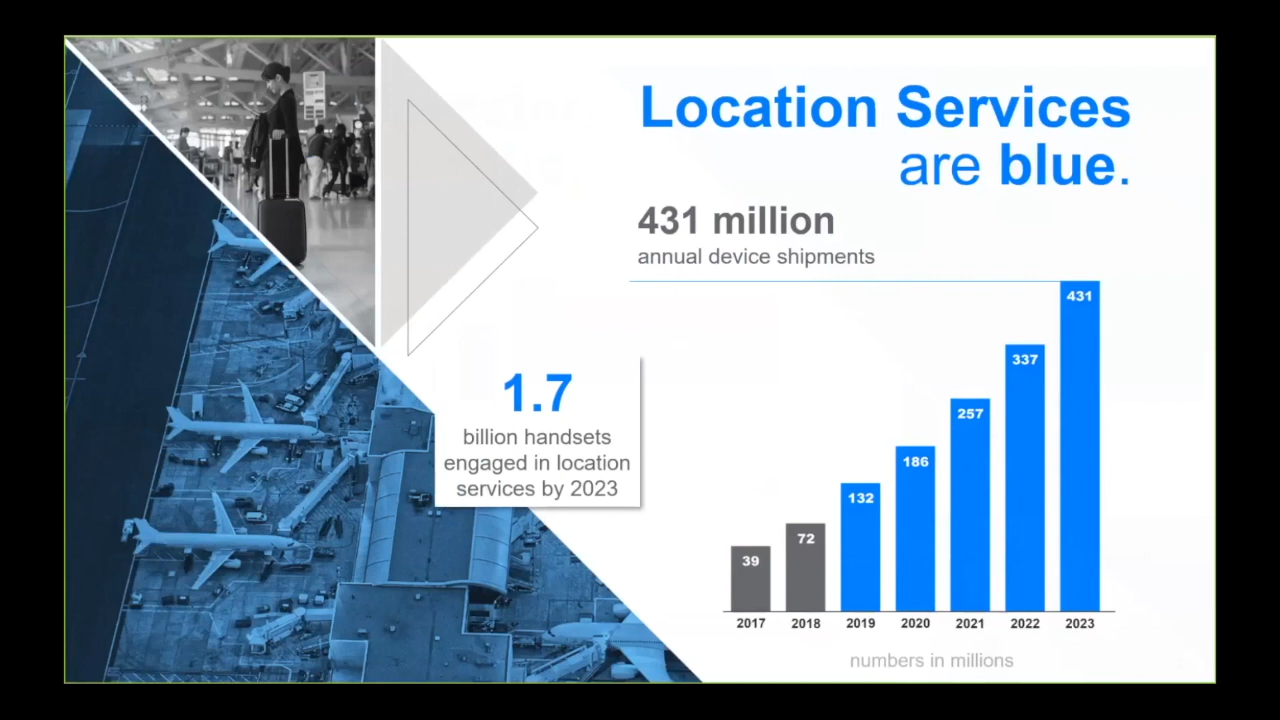 Location Services
are blue.
431 million
annual device shipments
1.7
billion handsets
engaged in location
services by 2023
431
337
257
186
132
72
39
2017 2018 2019 2020 2021 2022 2023
numbers in millions